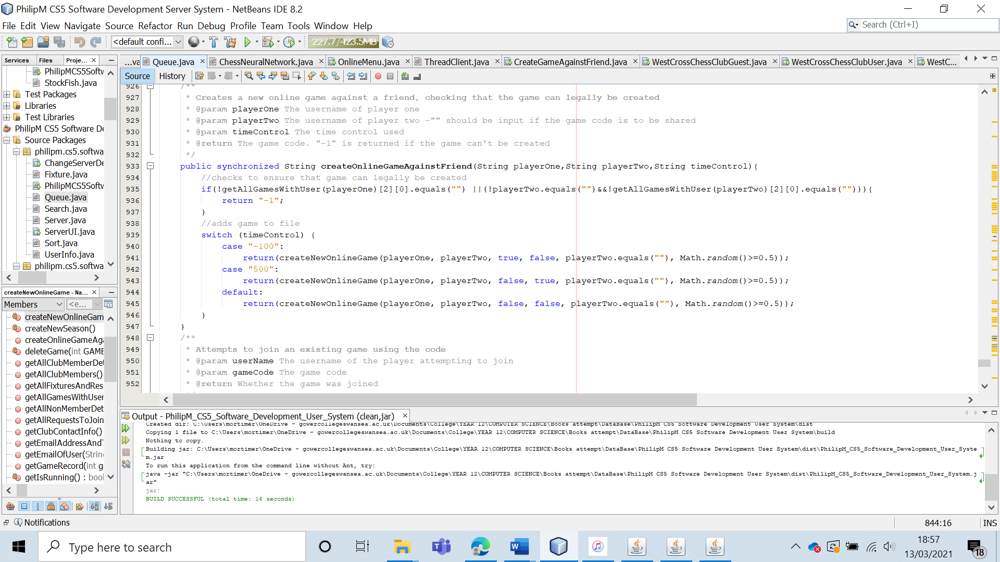 PhilipM CS5 Software Development Server System - NetBeans IDE 8.2
File Edit View Navigate Source Refactor Run Debug Profile Team Tools Window Help
Search (Ctrl+I)
<default confi...
227.7/423.5MB
Services Files Proje...
...va Queue.java ChessNeuralNetwork.java OnlineMenu.java ThreadClient.java CreateGameAgainstFriend.java WestCrossChessClubGuest.java WestCrossChessClubUser.java WestC...
Source History
PhilipMCS5Softw
StockFish.java
Test Packages
Libraries
Test Libraries
PhilipM CS5 Software De
Source Packages
philipm.cs5.softwa
ChangeServerDe
Fixture.java
PhilipMCS5Softw
Queue.java
Search.java
Server.java
ServerUI.java
Sort.java
UserInfo.java
philipm.cs5.softwa
createNewOnlineGame - Na...
Members <e...
createNewOnlineGam
createNewSeason()
createOnlineGameAga
deleteGame(int GAME
getAllClubMemberDet
getAllClubMembers()
getAllFixturesAndRes
getAllGamesWithUser
getAllNonMemberDet
getAllRequestsToJoin
getClubContactInfo()
getEmailAddressAndT
getEmailOfUser(String
getGameRecord(int g
getIsRunning() : bool
926 /**
927 * Creates a new online game against a friend, checking that the game can legally be created
928 * @param playerOne The username of player one
929 * @param playerTwo The username of player two -"" should be input if the game code is to be shared
930 * @param timeControl The time control used
931 * @return The game code. "-1" is returned if the game can't be created
932 */
933 public synchronized String createOnlineGameAgainstFriend(String playerOne,String playerTwo,String timeControl){
934 //checks to ensure that game can legally be created
935 if(!getAllGamesWithUser(playerOne)[2][0].equals("") ||(!playerTwo.equals("")&&!getAllGamesWithUser(playerTwo)[2][0].equals(""))){
936 return "-1";
937 }
938 //adds game to file
939 switch (timeControl) {
940 case "-100":
941 return(createNewOnlineGame(playerOne, playerTwo, true, false, playerTwo.equals(""), Math.random()>=0.5));
942 case "500":
943 return(createNewOnlineGame(playerOne, playerTwo, false, true, playerTwo.equals(""), Math.random()>=0.5));
944 default:
945 return(createNewOnlineGame(playerOne, playerTwo, false, false, playerTwo.equals(""), Math.random()>=0.5));
946 }
947 }
948 /**
949 * Attempts to join an existing game using the code
950 * @param userName The username of the player attempting to join
951 * @param gameCode The game code
952 * @return Whether the game was joined
Output - PhilipM_CS5_Software_Development_User_System (clean,jar)
Created dir: C:\Users\mortimer\OneDrive - gowercollegeswansea.ac.uk\Documents\College\YEAR 12\COMPUTER SCIENCE\Books attempt\DataBase\PhilipM CS5 Software Development User System\dist
Copying 1 file to C:\Users\mortimer\OneDrive - gowercollegeswansea.ac.uk\Documents\College\YEAR 12\COMPUTER SCIENCE\Books attempt\DataBase\PhilipM CS5 Software Development User System\build
Nothing to copy.
Building jar: C:\Users\mortimer\OneDrive - gowercollegeswansea.ac.uk\Documents\College\YEAR 12\COMPUTER SCIENCE\Books attempt\DataBase\PhilipM CS5 Software Development User System\dist\PhilipM_CS5_Software_Development_User_Syste
m.jar
To run this application from the command line without Ant, try:
java -jar "C:\Users\mortimer\OneDrive - gowercollegeswansea.ac.uk\Documents\College\YEAR 12\COMPUTER SCIENCE\Books attempt\DataBase\PhilipM CS5 Software Development User System\dist\PhilipM_CS5_Software_Development_User_System.j
ar"
jar:
BUILD SUCCESSFUL (total time: 16 seconds)
Notifications
844:16 INS
Type here to search
18:57
13/03/2021
18